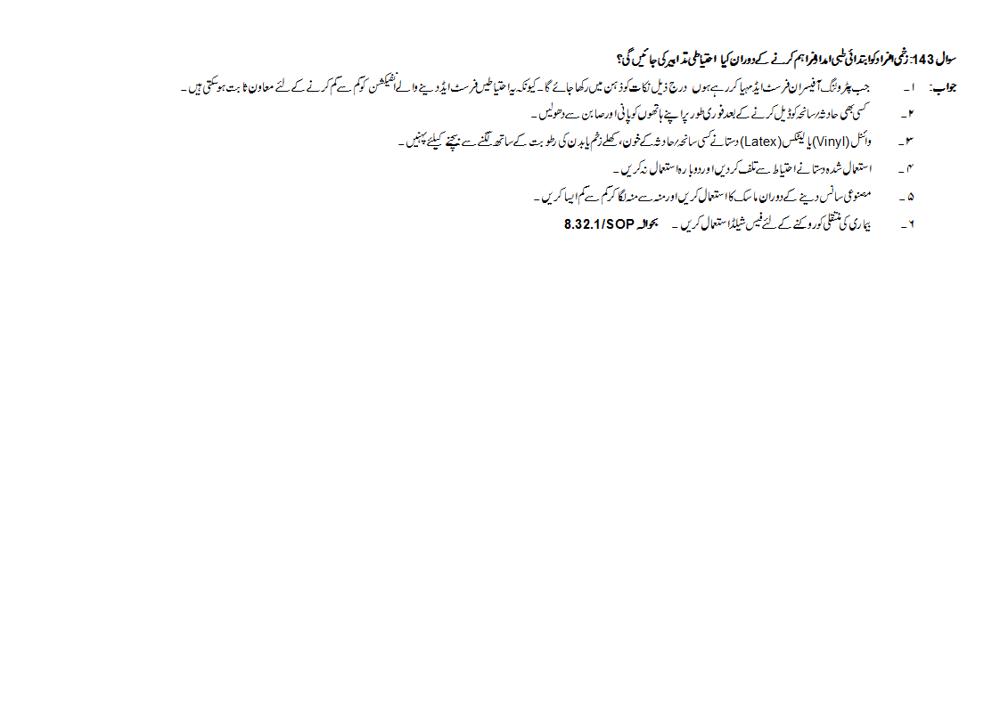 سوال 143: زخمی افراد کو ابتدائی طبی امداد فراہم کرنے کے دوران کیا احتیاطی تدابیر کی جائیں گی؟
جواب: ۱۔ جب پٹرولنگ آفیسران فرسٹ ایڈ مہیا کر رہے ہوں درج ذیل نکات کو ذہن میں رکھا جائے گا۔ کیونکہ یہ احتیاطیں فرسٹ ایڈ دینے والے انفیکشن کو کم سے کم کرنے کے لئے معاون ثابت ہو سکتی ہیں۔
۲۔ کسی بھی حادثہ/سانحہ کو ڈیل کرنے کے بعد فوری طور پر اپنے ہاتھوں کو پانی اور صابن سے دھولیں۔
۳۔ وائنل (Vinyl) یا لیٹکس (Latex) دستانے کسی سانحہ/حادثہ کے خون، کھلے زخم یا بدن کی رطوبت کے ساتھ لگنے سے بچنے کیلئے پہنیں۔
۴۔ استعمال شدہ دستانے احتیاط سے تلف کر دیں اور دوبارہ استعمال نہ کریں۔
۵۔ مصنوعی سانس دینے کے دوران ماسک کا استعمال کریں اور منہ سے منہ لگا کر کم سے کم ایسا کریں۔
۶۔ بیماری کی منتقلی کو روکنے کے لئے فیس شیلڈ استعمال کریں۔ بحوالہ 8.32.1/SOP